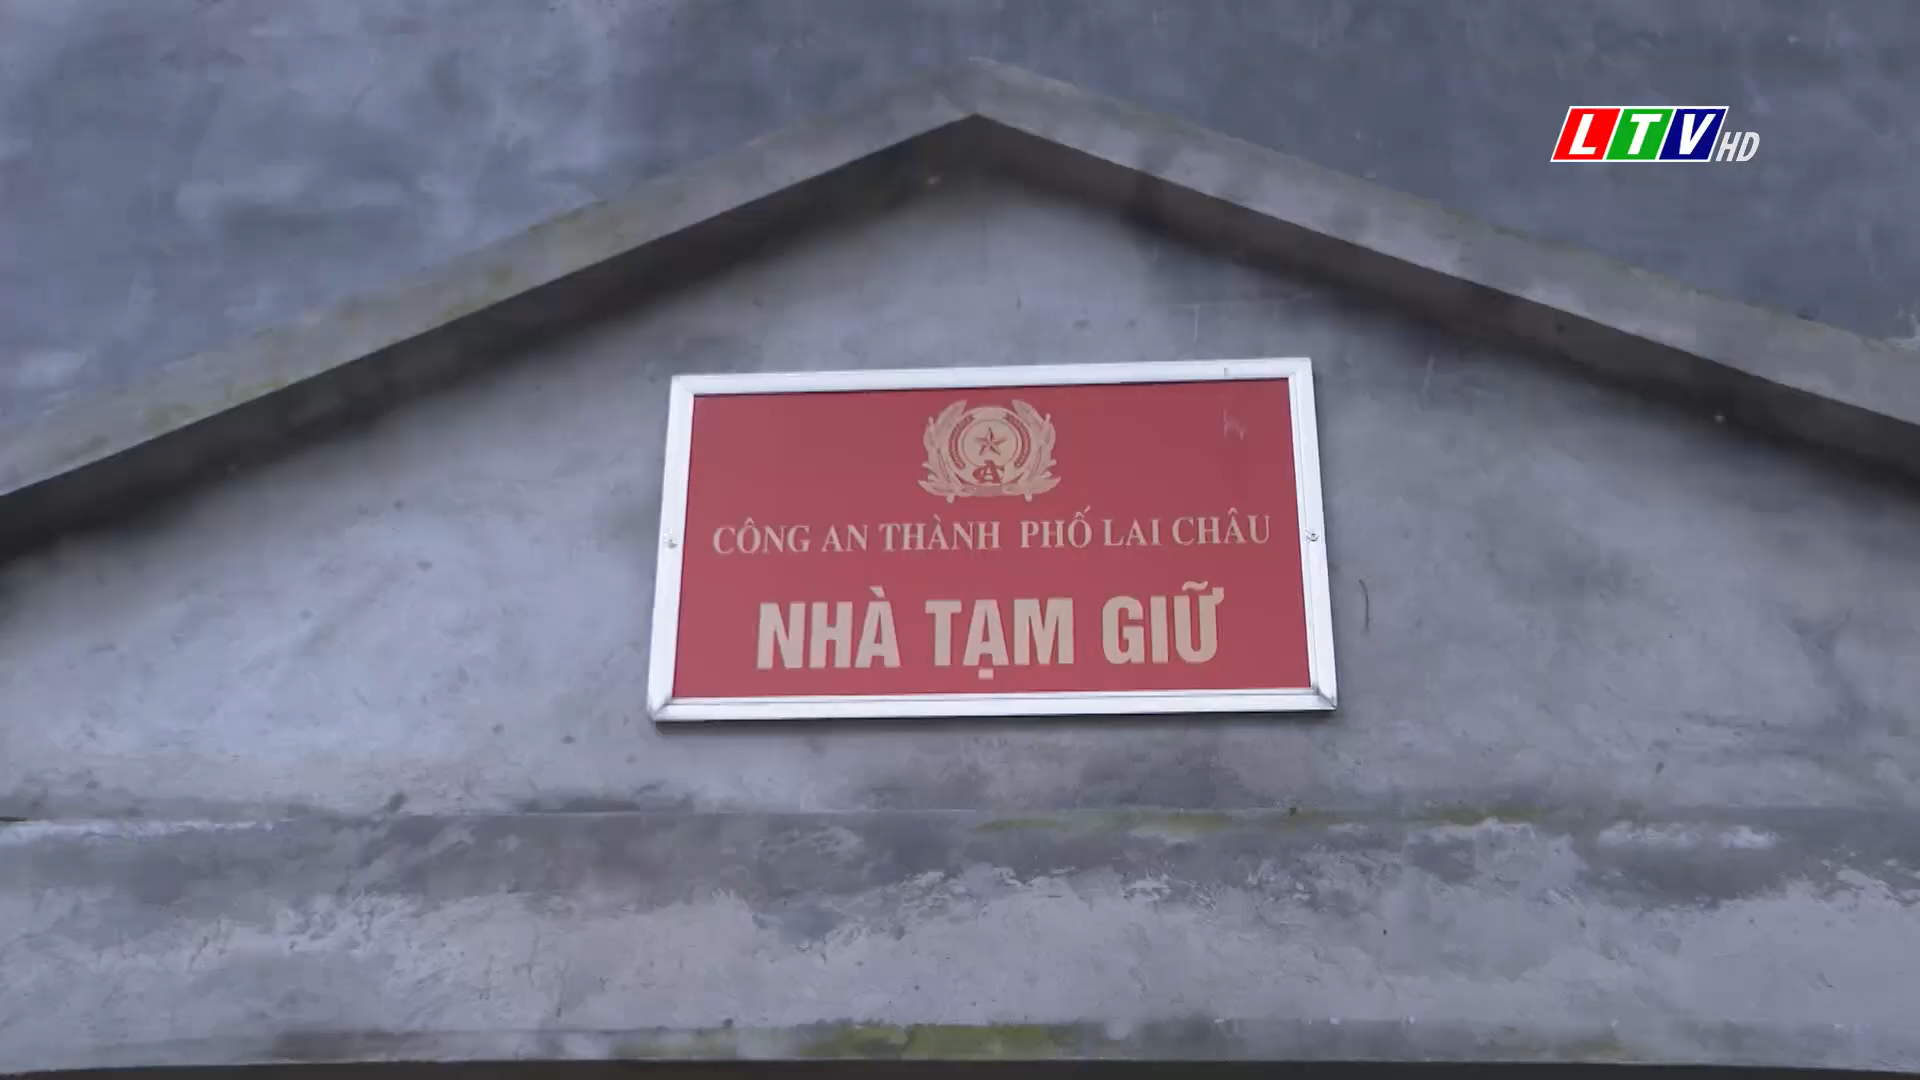 LTV HD
CÔNG AN THÀNH PHỐ LAI CHÂU
NHÀ TẠM GIỮ